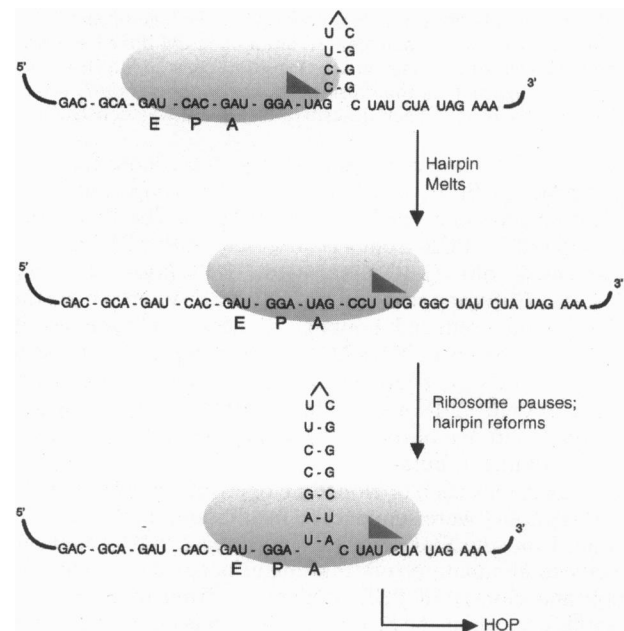 U C
U G
C G
C G
5'
3'
GAC - GCA - GAU - CAC - GAU - GGA - UAG C UAU CUA UAG AAA
E P A
Hairpin
Melts
5'
3'
GAC - GCA - GAU - CAC - GAU - GGA - UAG - CCU UCG GGC UAU CUA UAG AAA
E P A
Ribosome pauses;
hairpin reforms
U C
U - G
C - G
C - G
G - C
A - U
U - A
5'
3'
GAC - GCA - GAU - CAC - GAU - GGA - C UAU CUA UAG AAA
E P A
HOP